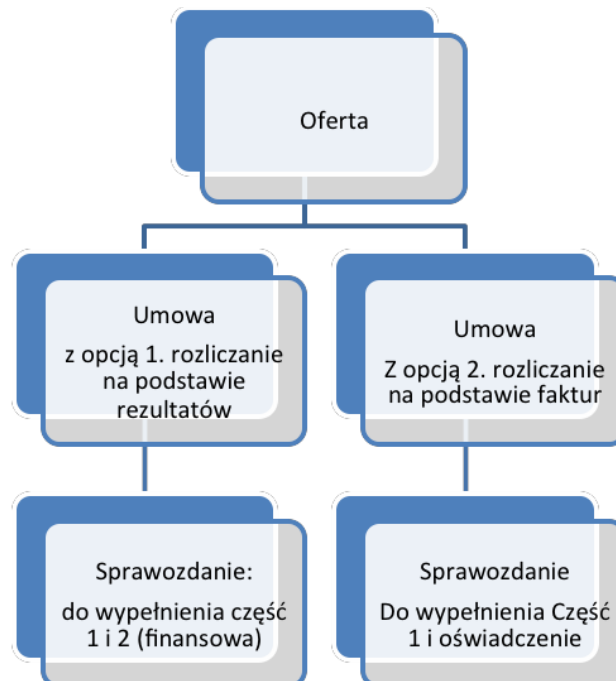 Oferta
Umowa
z opcją 1. rozliczanie
na podstawie
rezultatów
Umowa
Z opcją 2. rozliczanie
na podstawie faktur
Sprawozdanie:
do wypełnienia część
1 i 2 (finansowa)
Sprawozdanie
Do wypełnienia Część
1 i oświadczenie